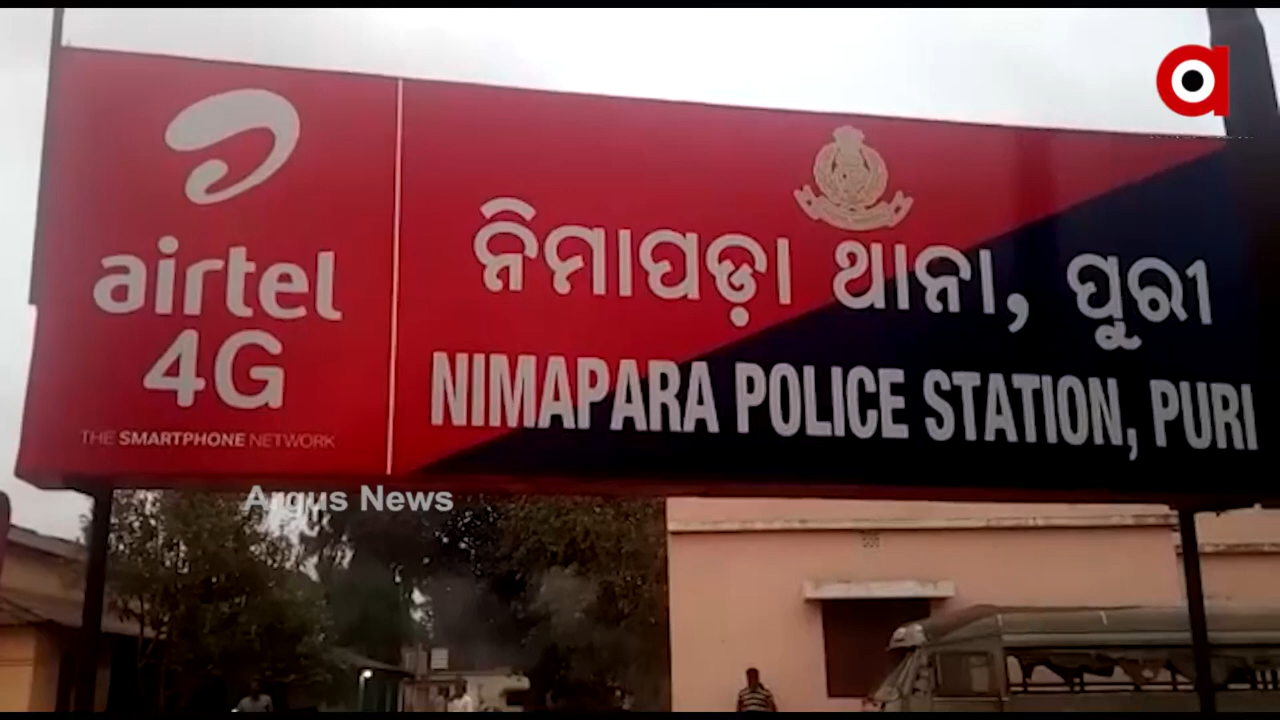 airtel
4G
THE SMARTPHONE NETWORK
ନିମାପଡ଼ା ଥାନା, ପୁରୀ
NIMAPARA POLICE STATION, PURI
Argus News